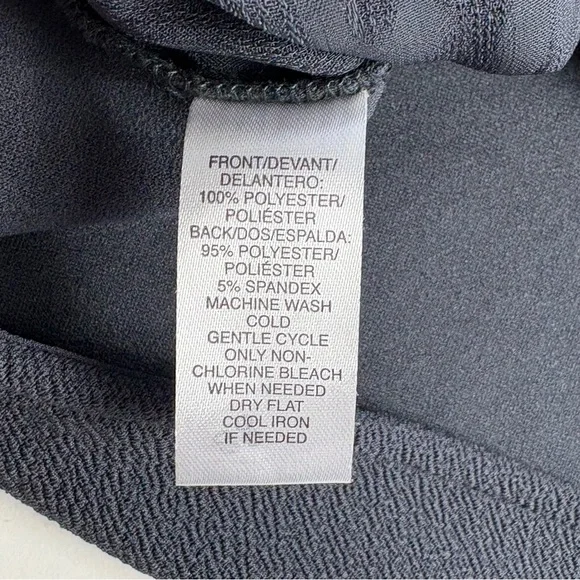 FRONT/DEVANT/
DELANTERO:
100% POLYESTER/
POLIÉSTER
BACK/DOS/ESPALDA:
95% POLYESTER/
POLIÉSTER
5% SPANDEX
MACHINE WASH
COLD
GENTLE CYCLE
ONLY NON-
CHLORINE BLEACH
WHEN NEEDED
DRY FLAT
COOL IRON
IF NEEDED